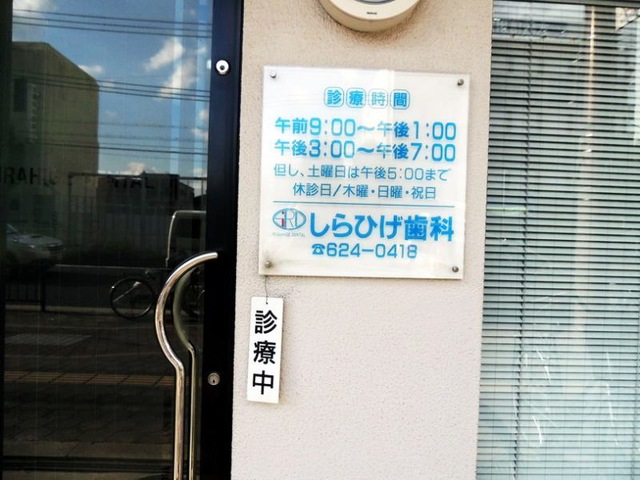 診療時間
午前9:00〜午後1:00
午後3:00〜午後7:00
但し、土曜日は午後5:00まで
休診日/木曜・日曜・祝日
しらひげ歯科
☎624-0418
診療中